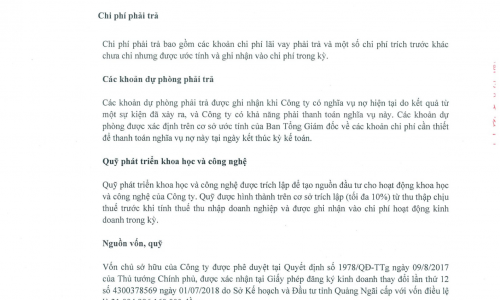 Chi phí phải trả
Chi phí phải trả bao gồm các khoản chi phí lãi vay phải trả và một số chi phí trích trước khác
chưa chi nhưng được ước tính và ghi nhận vào chi phí trong kỳ.
Các khoản dự phòng phải trả
Các khoản dự phòng phải trả được ghi nhận khi Công ty có nghĩa vụ nợ hiện tại do kết quả từ
một sự kiện đã xảy ra, và Công ty có khả năng phải thanh toán nghĩa vụ này. Các khoản dự
phòng được xác định trên cơ sở ước tính của Ban Tổng Giám đốc về các khoản chi phí cần thiết
để thanh toán nghĩa vụ nợ này tại ngày kết thúc kỳ kế toán.
Quỹ phát triển khoa học và công nghệ
Quỹ phát triển khoa học và công nghệ được trích lập để tạo nguồn đầu tư cho hoạt động khoa học
và công nghệ của Công ty. Quỹ được hình thành trên cơ sở trích lập (tối đa 10%) từ thu thập chịu
thuế trước khi tính thuế thu nhập doanh nghiệp và được ghi nhận vào chi phí hoạt động kinh
doanh trong kỳ.
Nguồn vốn, quỹ
Vốn chủ sở hữu của Công ty được phê duyệt tại Quyết định số 1978/QĐ-TTg ngày 09/8/2017
của Thủ tướng Chính phủ, được xác nhận tại Giấy phép đăng ký kinh doanh thay đổi lần thứ 12
số 4300378569 ngày 01/07/2018 do Sở Kế hoạch và Đầu tư tỉnh Quảng Ngãi cấp với vốn điều lệ